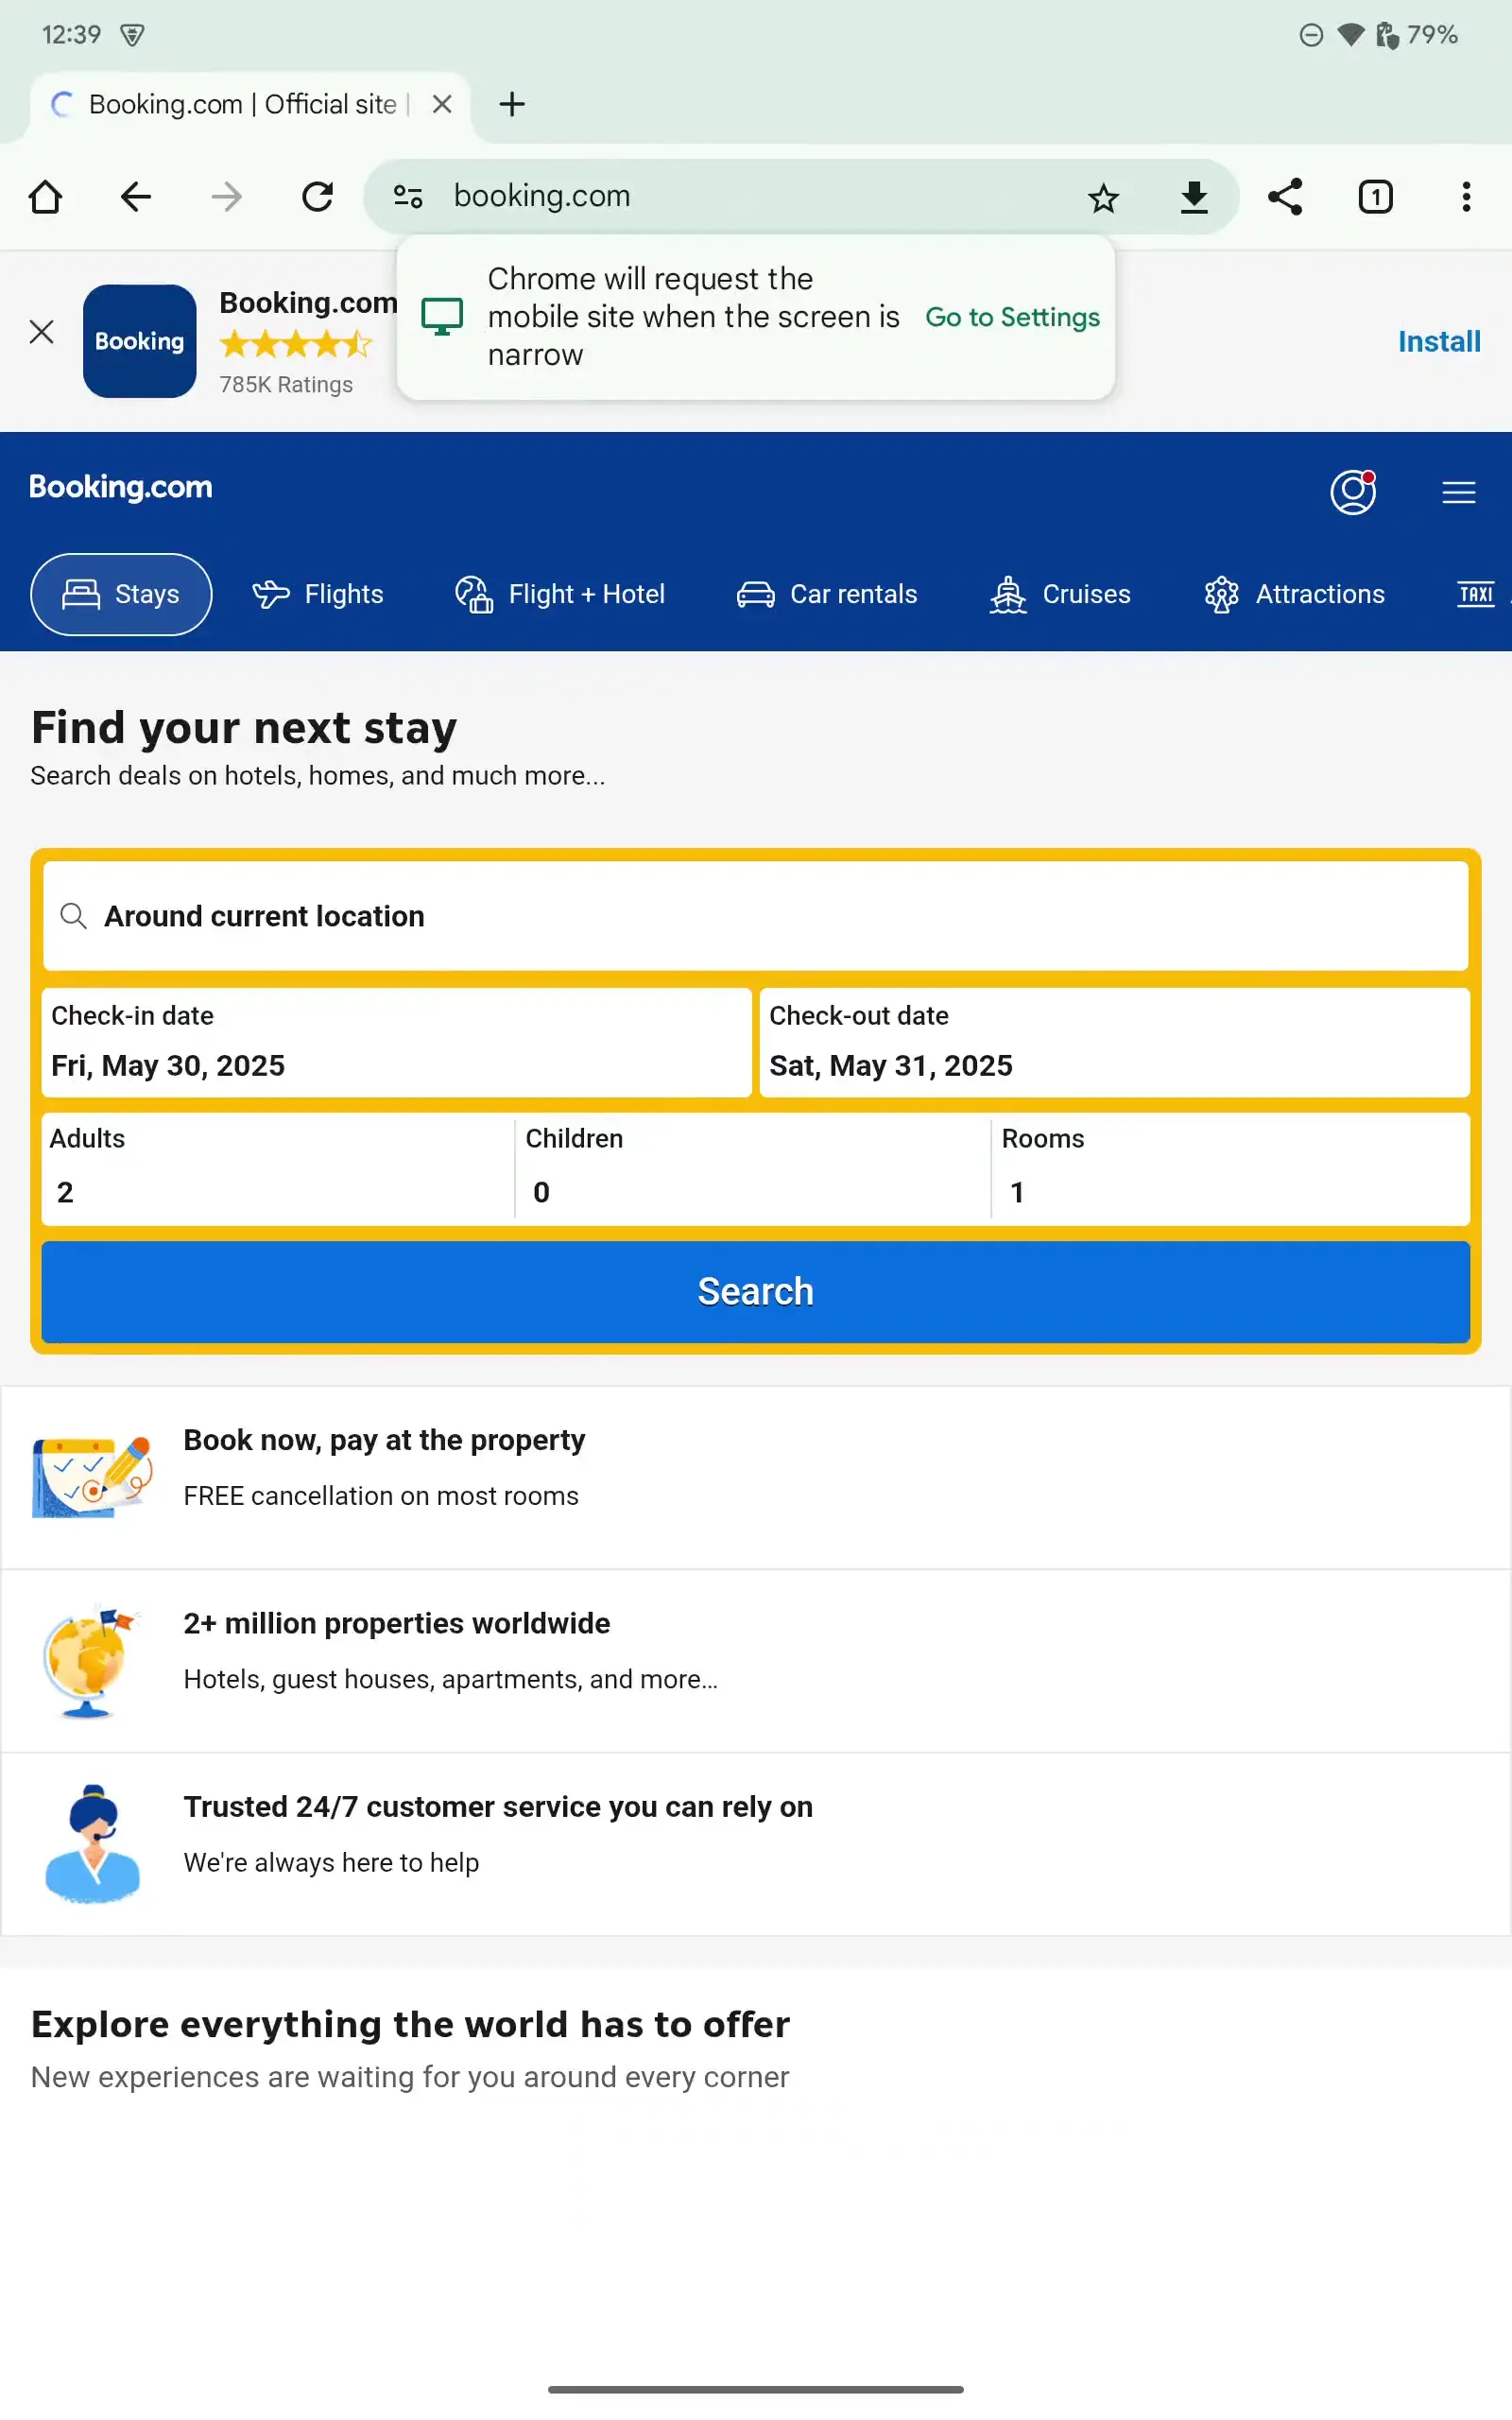 12:39
79%
Booking.com | Official site |
booking.com
1
Chrome will request the
mobile site when the screen is
narrow
Go to Settings
Booking
Booking.com
785K Ratings
Install
Booking.com
Stays
Flights
Flight + Hotel
Car rentals
Cruises
Attractions
TAXI
Find your next stay
Search deals on hotels, homes, and much more...
Around current location
Check-in date
Fri, May 30, 2025
Check-out date
Sat, May 31, 2025
Adults
2
Children
0
Rooms
1
Search
Book now, pay at the property
FREE cancellation on most rooms
2+ million properties worldwide
Hotels, guest houses, apartments, and more…
Trusted 24/7 customer service you can rely on
We're always here to help
Explore everything the world has to offer
New experiences are waiting for you around every corner